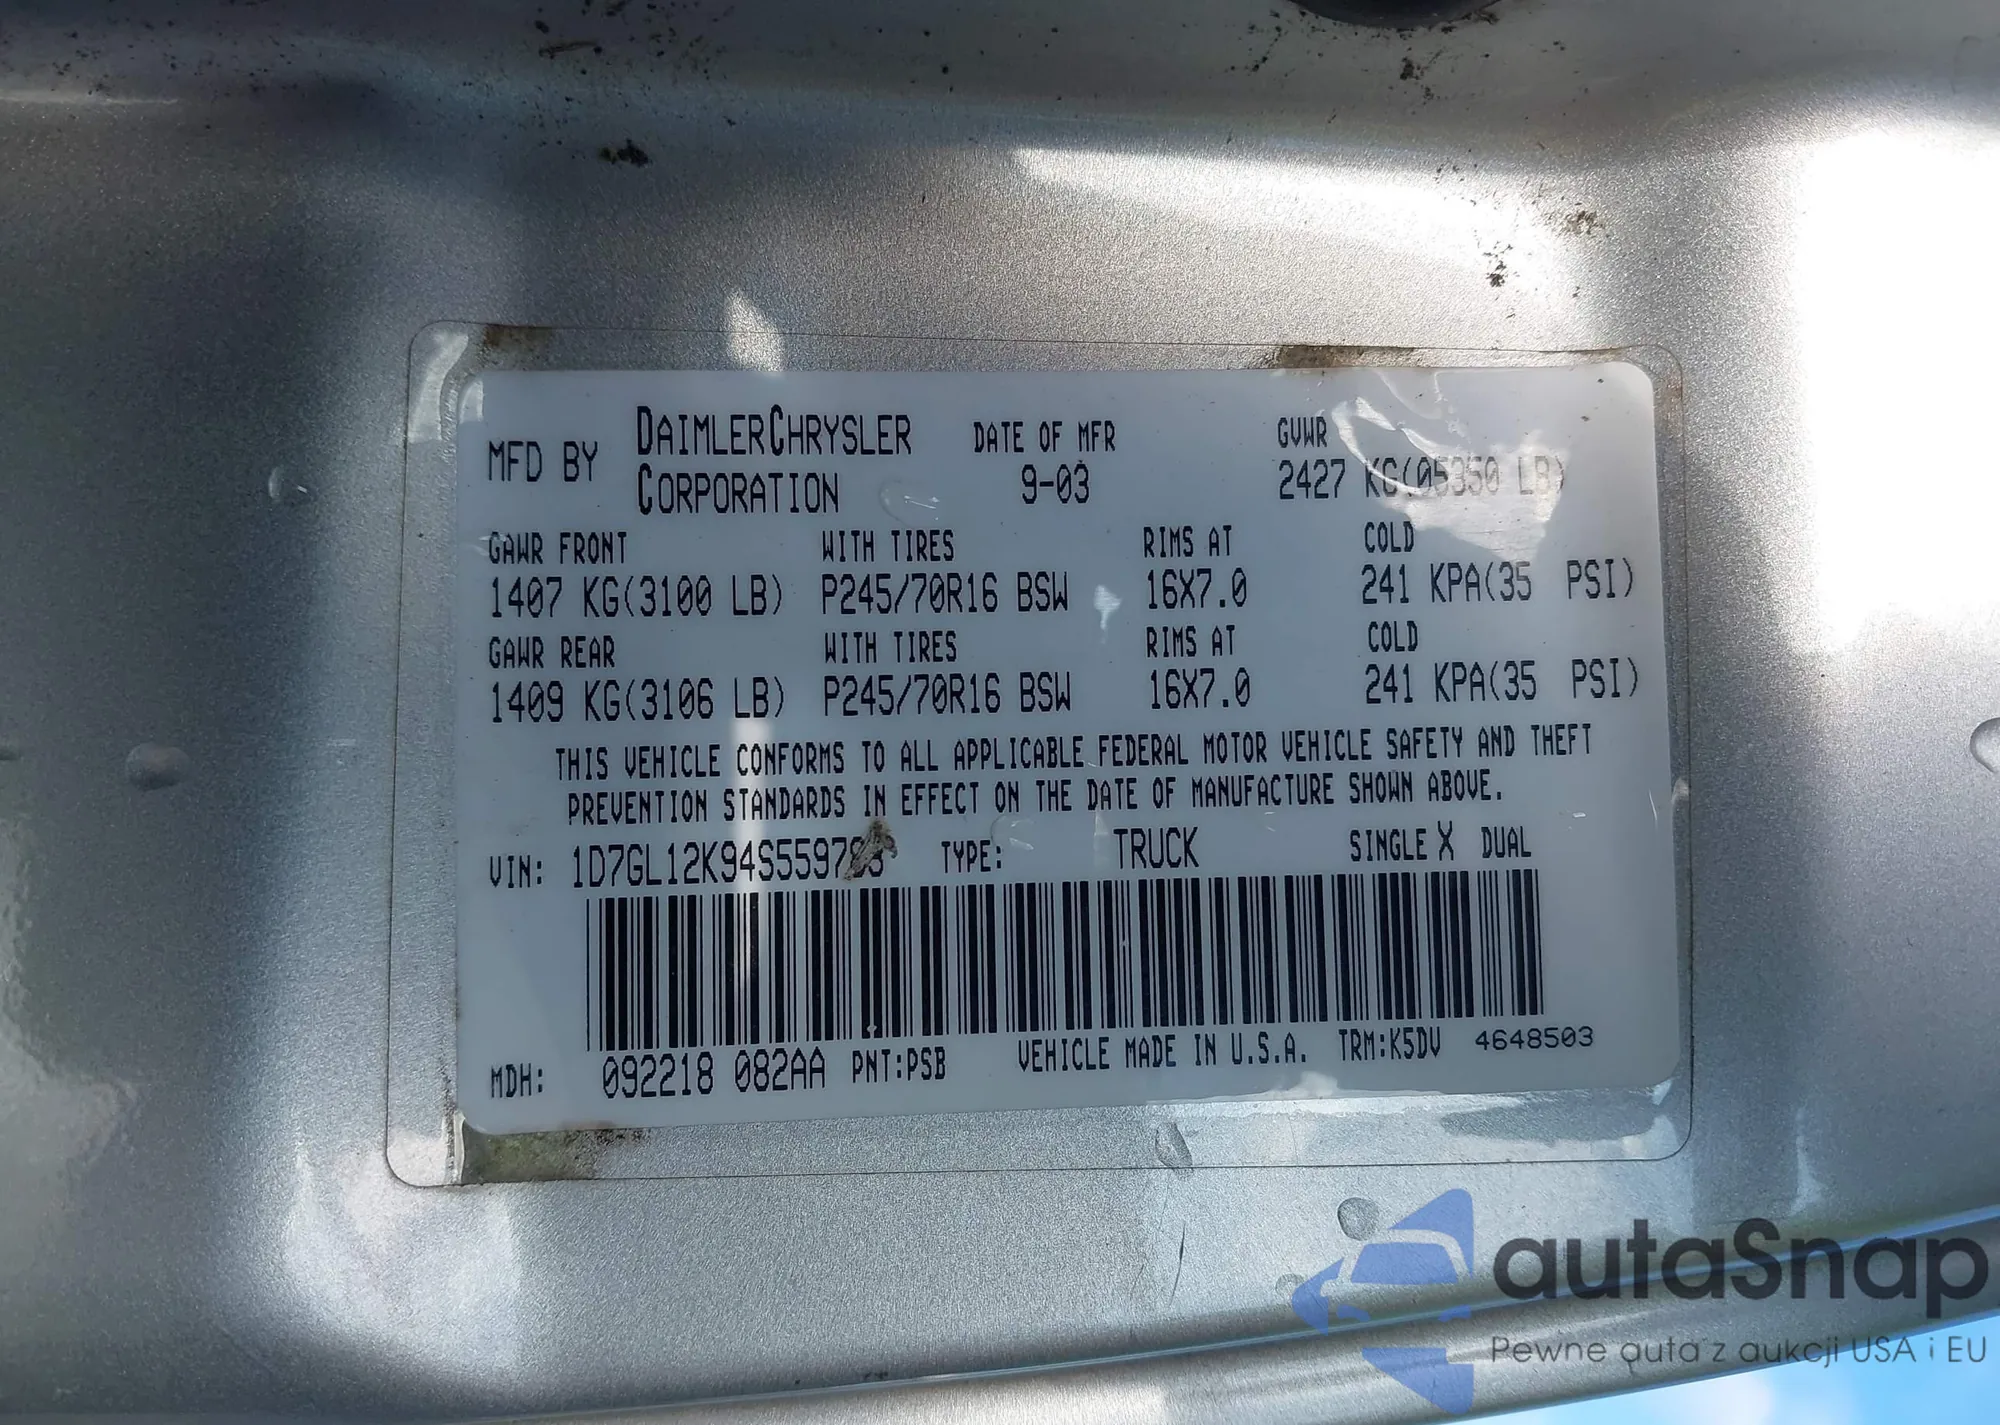 MFD BY DAIMLERCHRYSLER CORPORATION DATE OF MFR 9-03 GVWR 2427 KG(05350 LB)
GAWR FRONT WITH TIRES RIMS AT COLD
1407 KG(3100 LB) P245/70R16 BSW 16X7.0 241 KPA(35 PSI)
GAWR REAR WITH TIRES RIMS AT COLD
1409 KG(3106 LB) P245/70R16 BSW 16X7.0 241 KPA(35 PSI)
THIS VEHICLE CONFORMS TO ALL APPLICABLE FEDERAL MOTOR VEHICLE SAFETY AND THEFT
PREVENTION STANDARDS IN EFFECT ON THE DATE OF MANUFACTURE SHOWN ABOVE.
VIN: TYPE: TRUCK SINGLE X DUAL
MDH: 092218 082AA PNT:PSB VEHICLE MADE IN U.S.A. TRM:K5DV 4648503
autaSnap
Pewne auta z aukcji USA i EU